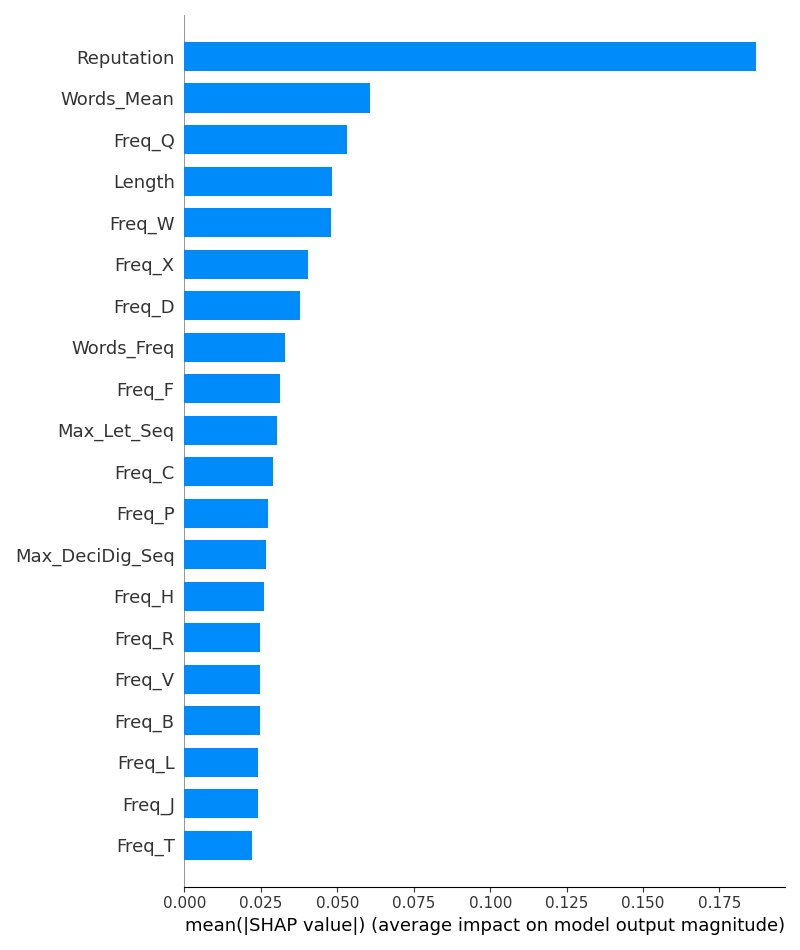 Reputation
Words_Mean
Freq_Q
Length
Freq_W
Freq_X
Freq_D
Words_Freq
Freq_F
Max_Let_Seq
Freq_C
Freq_P
Max_DeciDig_Seq
Freq_H
Freq_R
Freq_V
Freq_B
Freq_L
Freq_J
Freq_T
0.000 0.025 0.050 0.075 0.100 0.125 0.150 0.175
mean(|SHAP value|) (average impact on model output magnitude)